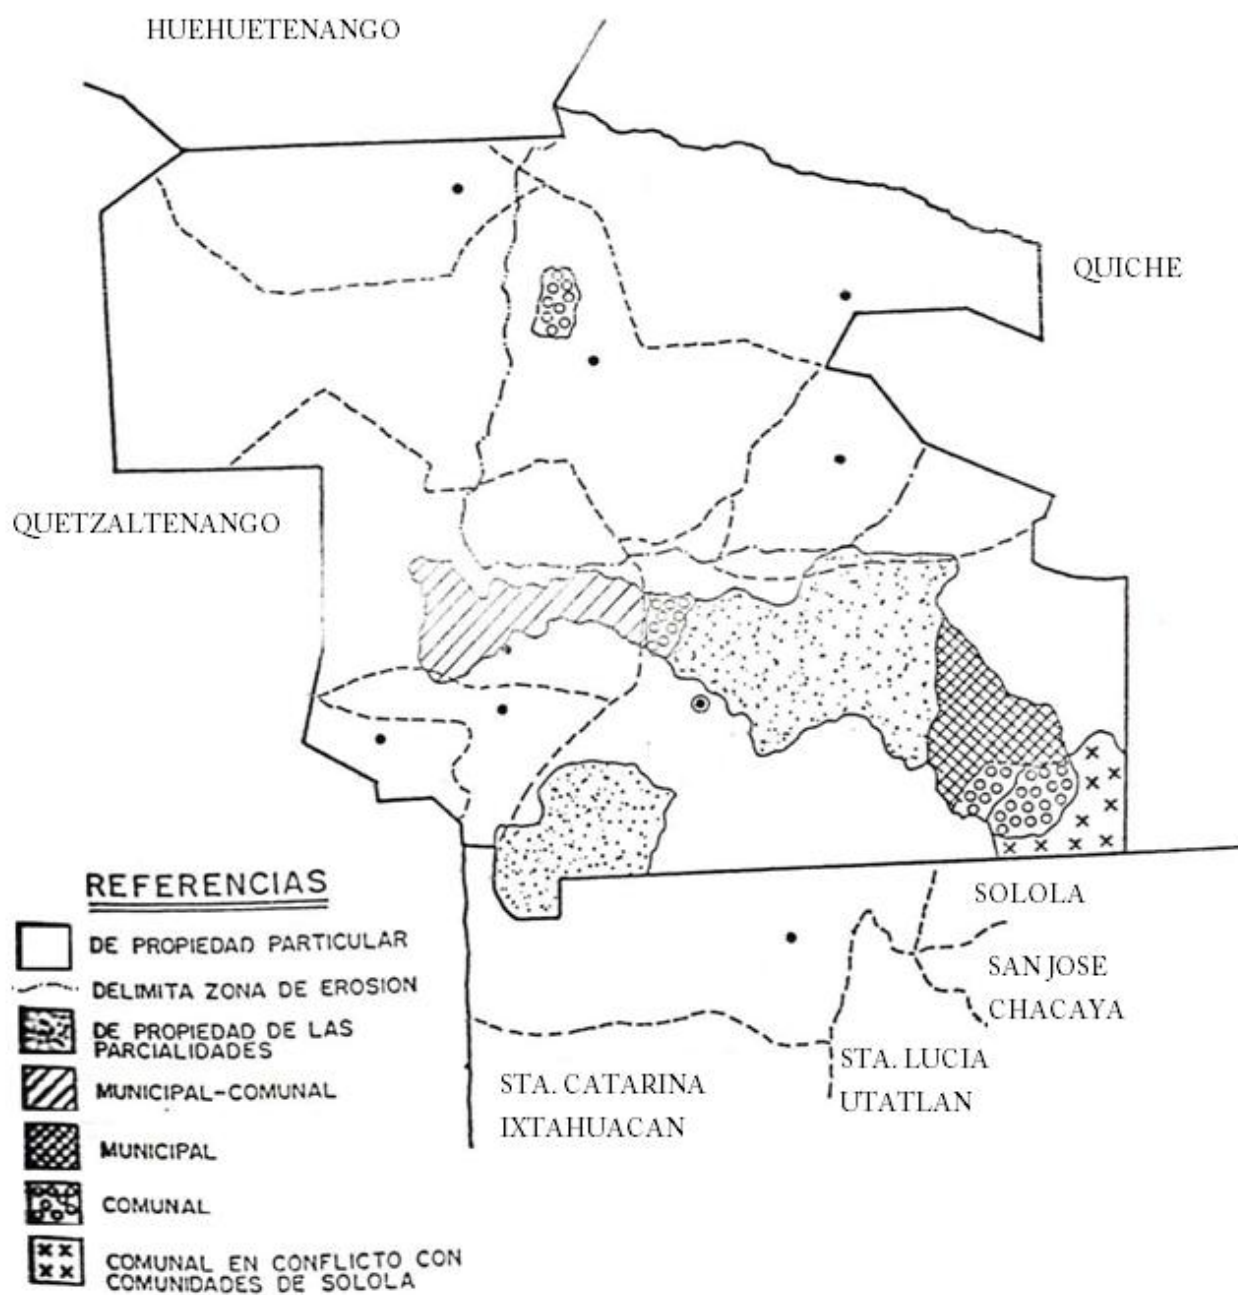 HUEHUETENANGO
QUICHE
QUETZALTENANGO
REFERENCIAS
DE PROPIEDAD PARTICULAR
DELIMITA ZONA DE EROSION
DE PROPIEDAD DE LAS
PARCIALIDADES
MUNICIPAL-COMUNAL
MUNICIPAL
COMUNAL
COMUNAL EN CONFLICTO CON
COMUNIDADES DE SOLOLA
SOLOLA
SAN JOSE
CHACAYA
STA. LUCIA
UTATLAN
STA. CATARINA
IXTAHUACAN